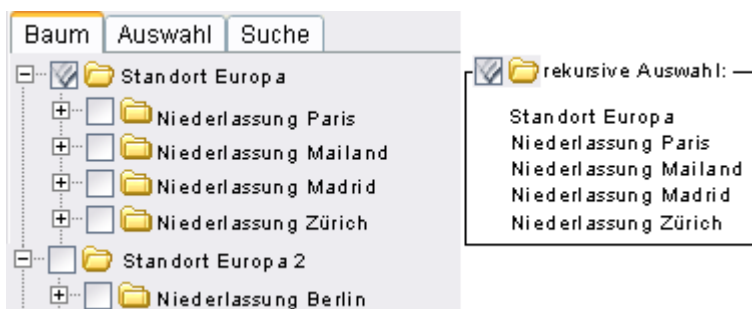 Baum Auswahl Suche
Standort Europa
Niederlassung Paris
Niederlassung Mailand
Niederlassung Madrid
Niederlassung Zürich
Standort Europa 2
Niederlassung Berlin
rekursive Auswahl:
Standort Europa
Niederlassung Paris
Niederlassung Mailand
Niederlassung Madrid
Niederlassung Zürich